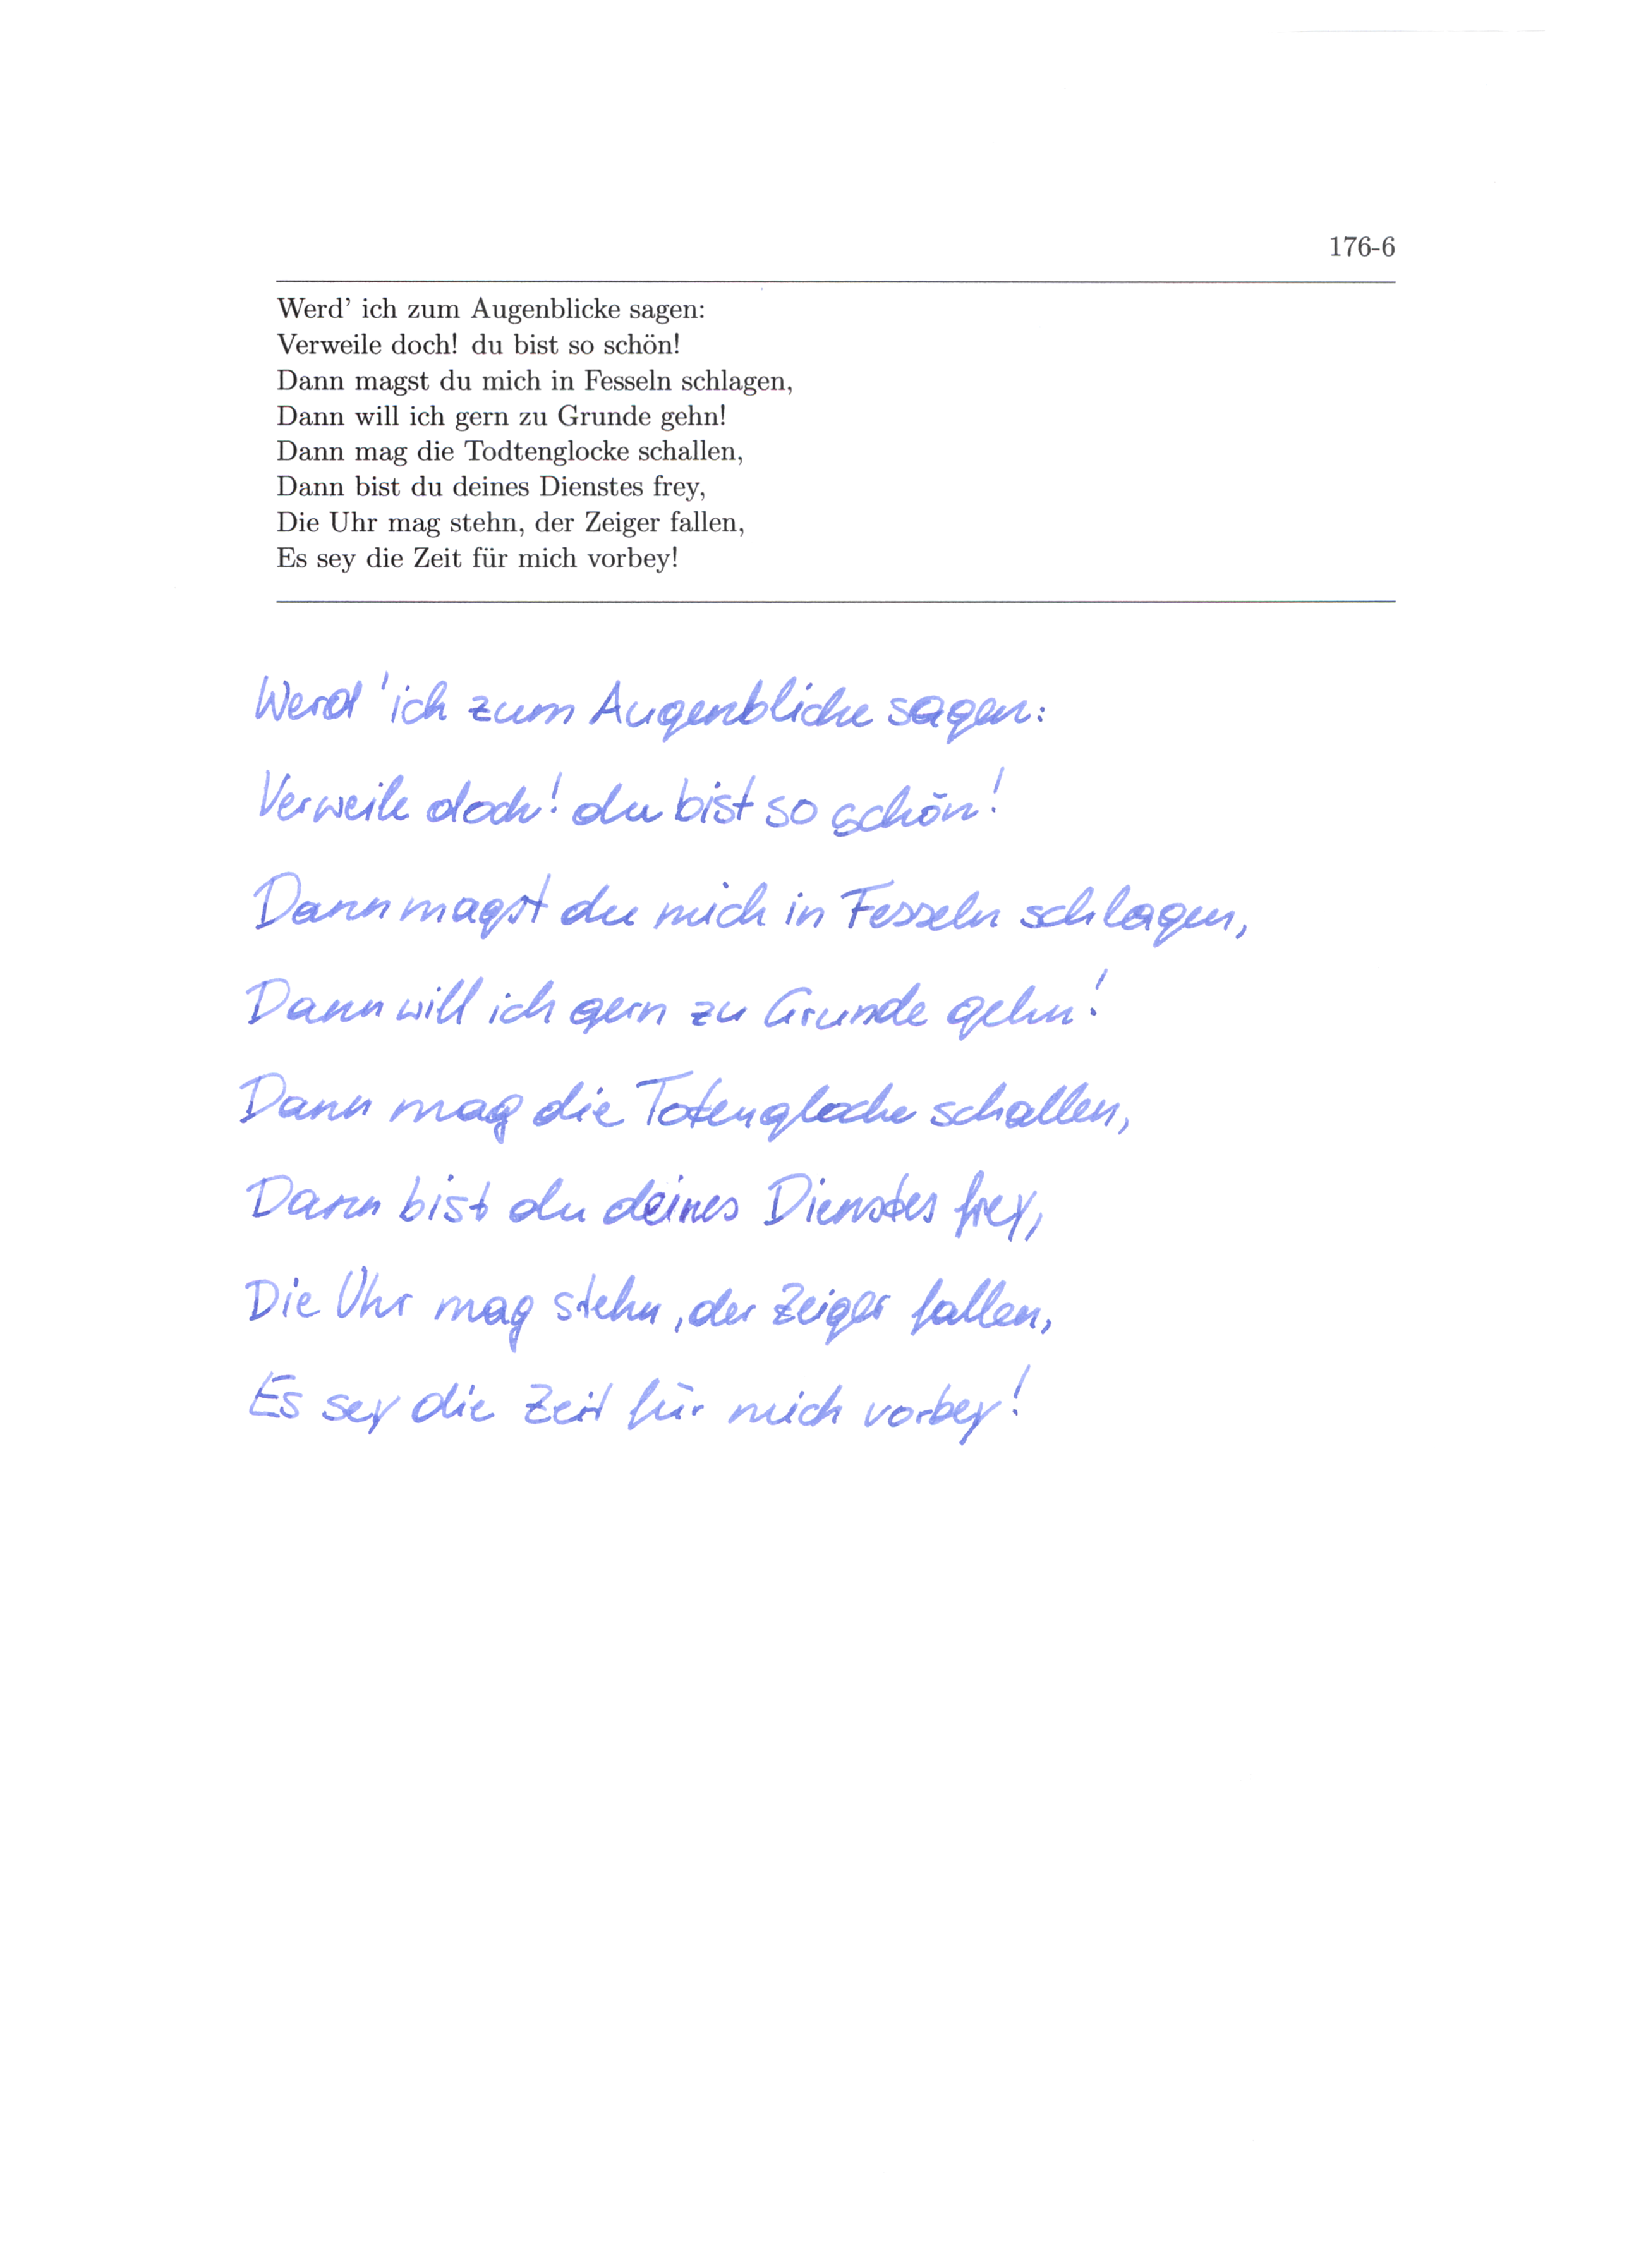 176-6
Werd’ ich zum Augenblicke sagen:
Verweile doch! du bist so schön!
Dann magst du mich in Fesseln schlagen,
Dann will ich gern zu Grunde gehn!
Dann mag die Todtenglocke schallen,
Dann bist du deines Dienstes frey,
Die Uhr mag stehn, der Zeiger fallen,
Es sey die Zeit für mich vorbey!
Werd 'ich zum Augenblicke sagen:
Verweile doch! du bist so schön!
Dann magst du mich in Fesseln schlagen,
Dann will ich gern zu Grunde gehn!
Dann mag die Totenglocke schallen,
Dann bist du deines Dienstes frey,
Die Uhr mag stehn, der Zeiger fallen,
Es sey die Zeit für mich vorbey!